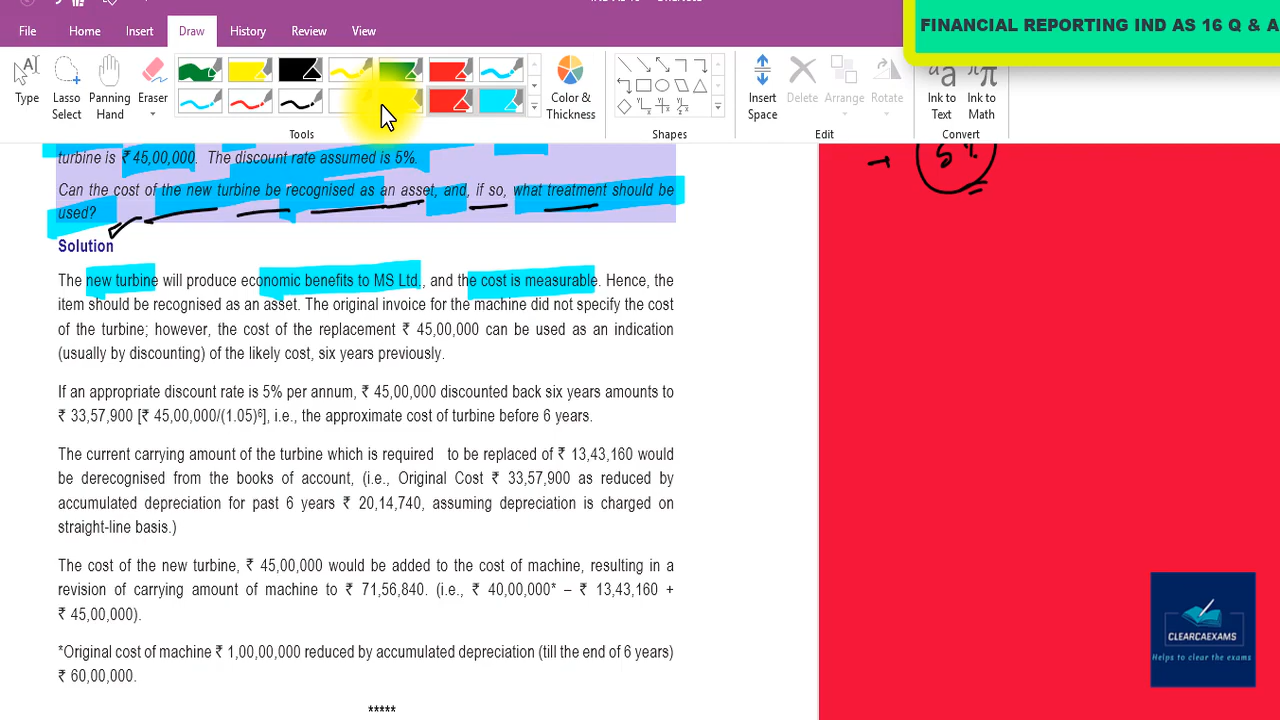 FINANCIAL REPORTING IND AS 16 Q & A
File Home Insert Draw History Review View
Type
Lasso Select
Panning Hand
Eraser
Color & Thickness
Insert Space
Delete
Arrange
Rotate
Ink to Text
Ink to Math
Tools
Shapes
Edit
Convert
turbine is ₹ 45,00,000. The discount rate assumed is 5%.
Can the cost of the new turbine be recognised as an asset, and, if so, what treatment should be
used?
5 %
Solution
The new turbine will produce economic benefits to MS Ltd., and the cost is measurable. Hence, the
item should be recognised as an asset. The original invoice for the machine did not specify the cost
of the turbine; however, the cost of the replacement ₹ 45,00,000 can be used as an indication
(usually by discounting) of the likely cost, six years previously.
If an appropriate discount rate is 5% per annum, ₹ 45,00,000 discounted back six years amounts to
₹ 33,57,900 [₹ 45,00,000/(1.05)⁶], i.e., the approximate cost of turbine before 6 years.
The current carrying amount of the turbine which is required to be replaced of ₹ 13,43,160 would
be derecognised from the books of account, (i.e., Original Cost ₹ 33,57,900 as reduced by
accumulated depreciation for past 6 years ₹ 20,14,740, assuming depreciation is charged on
straight-line basis.)
The cost of the new turbine, ₹ 45,00,000 would be added to the cost of machine, resulting in a
revision of carrying amount of machine to ₹ 71,56,840. (i.e., ₹ 40,00,000* – ₹ 13,43,160 +
₹ 45,00,000).
*Original cost of machine ₹ 1,00,00,000 reduced by accumulated depreciation (till the end of 6 years)
₹ 60,00,000.
*****
CLEARCAEXAMS
Helps to clear the exams